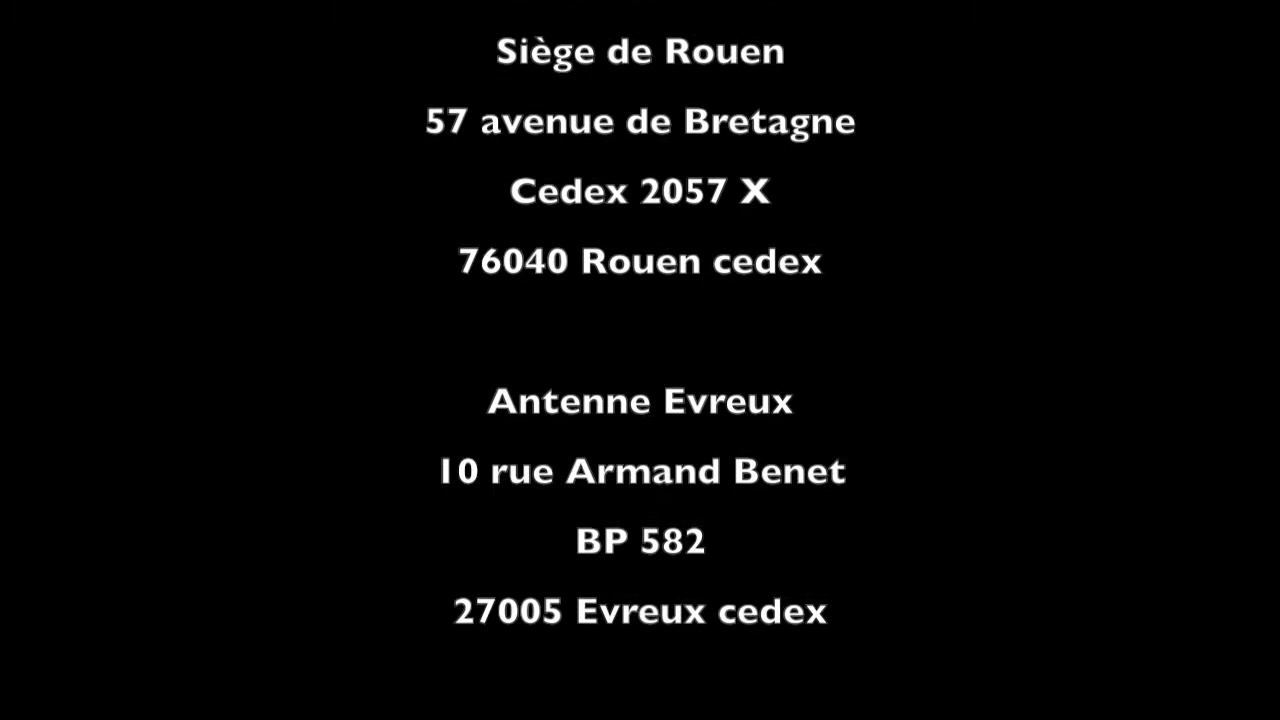 Siège de Rouen
57 avenue de Bretagne
Cedex 2057 X
76040 Rouen cedex
Antenne Evreux
10 rue Armand Benet
BP 582
27005 Evreux cedex